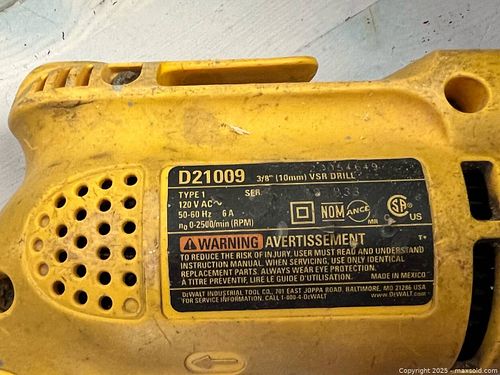 D21009 3/8" (10mm) VSR DRILL
TYPE 1 SER.
120 V AC ~
50-60 Hz 6 A
n0 0-2500/min (RPM)
NOM ANCE MR SA US
WARNING AVERTISSEMENT
TO REDUCE THE RISK OF INJURY, USER MUST READ AND UNDERSTAND
INSTRUCTION MANUAL. WHEN SERVICING, USE ONLY IDENTICAL
REPLACEMENT PARTS. ALWAYS WEAR EYE PROTECTION.
À TITRE PRÉVENTIF, LIRE LE GUIDE D'UTILISATION. MADE IN MEXICO
DEWALT INDUSTRIAL TOOL CO., 701 EAST JOPPA ROAD, BALTIMORE, MD 21286 USA
FOR SERVICE INFORMATION, CALL 1-800-4-DEWALT www.DEWALT.com
Copyright 2025 - maxsold.com